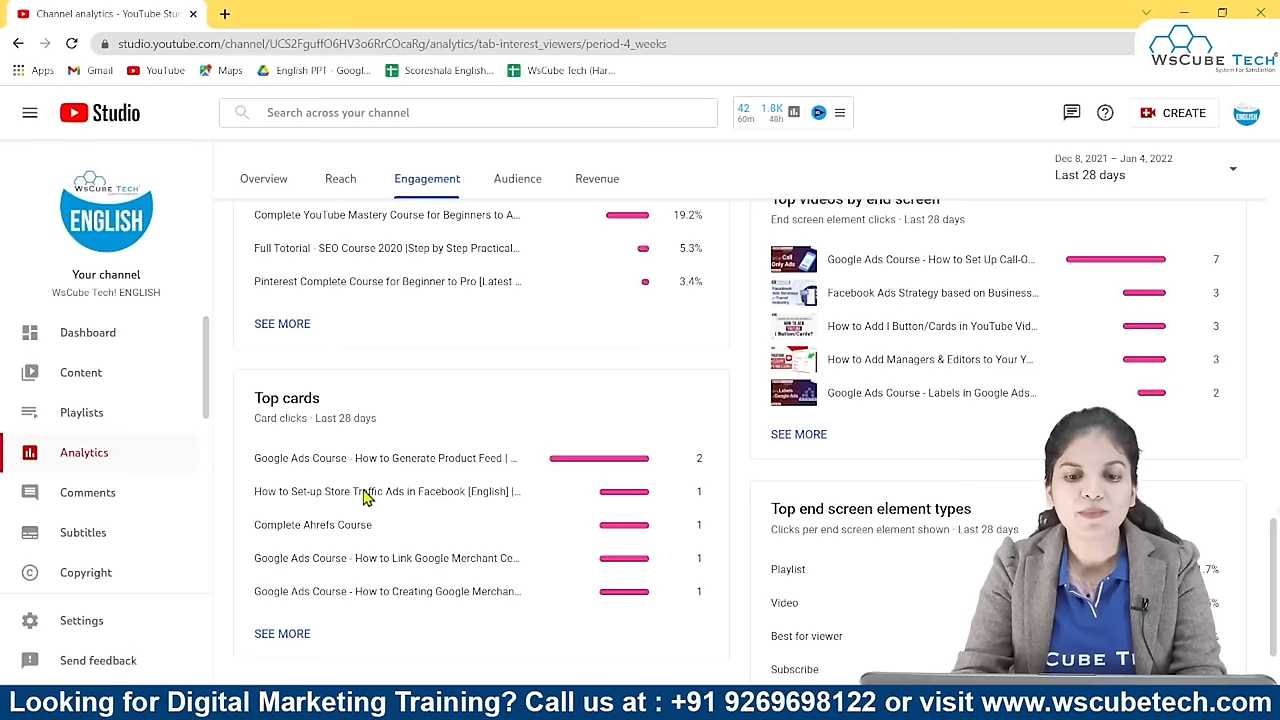 Channel analytics - YouTube Stu
studio.youtube.com/channel/UCS2FguffO6HV3o6RrCOcaRg/analytics/tab-interest_viewers/period-4_weeks
Apps Gmail YouTube Maps English PPT - Googl... Scoreshala English... WsCube Tech (Har...
WsCube Tech
System For Satisfaction
Studio
Search across your channel
42 1.8K
60m 48h
CREATE
ENGLISH
Dec 8, 2021 – Jan 4, 2022
Last 28 days
Overview Reach Engagement Audience Revenue
WsCube Tech
ENGLISH
Your channel
WsCube Tech! ENGLISH
Dashboard
Content
Playlists
Analytics
Comments
Subtitles
Copyright
Settings
Send feedback
Complete YouTube Mastery Course for Beginners to A... 19.2%
Full Tutorial - SEO Course 2020 |Step by Step Practical... 5.3%
Pinterest Complete Course for Beginner to Pro [Latea... 3.4%
SEE MORE
Top cards
Card clicks · Last 28 days
Google Ads Course - How to Generate Product Feed | ... 2
How to Set-up Store Traffic Ads in Facebook [English] |... 1
Complete Ahrefs Course 1
Google Ads Course - How to Link Google Merchant Ce... 1
Google Ads Course - How to Creating Google Merchan... 1
SEE MORE
Top videos by end screen
End screen element clicks · Last 28 days
Google Ads Course - How to Set Up Call-O... 7
Facebook Ads Strategy Based on Business... 3
How to Add I Button/Cards in YouTube Vid... 3
How to Add Managers & Editors to Your Y... 3
Google Ads Course - Labels in Google Ads... 2
SEE MORE
Top end screen element types
Clicks per end screen element shown · Last 28 days
Playlist .7%
Video %
Best for viewer
Subscribe
CUBE T
Looking for Digital Marketing Training? Call us at : +91 9269698122 or visit www.wscubetech.com